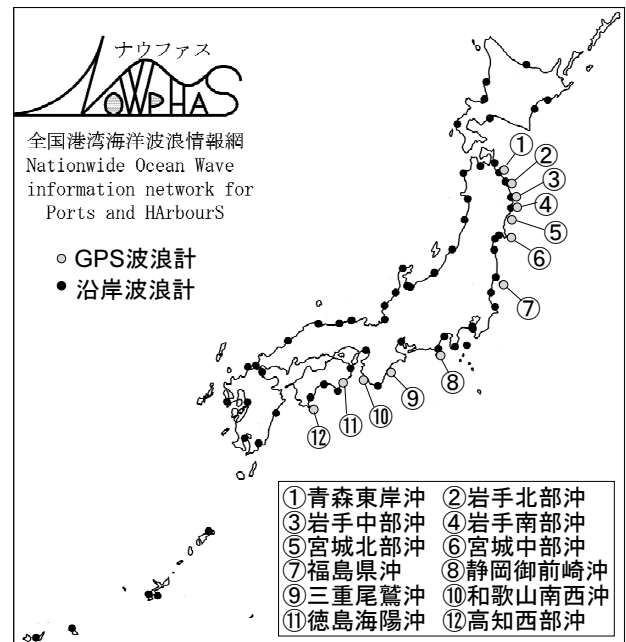 ナウファス
NOWPHAS
全国港湾海洋波浪情報網
Nationwide Ocean Wave
information network for
Ports and HArbourS
GPS波浪計
沿岸波浪計
①
②
③
④
⑤
⑥
⑦
⑧
⑨
⑩
⑪
⑫
①青森東岸沖 ②岩手北部沖
③岩手中部沖 ④岩手南部沖
⑤宮城北部沖 ⑥宮城中部沖
⑦福島県沖 ⑧静岡御前崎沖
⑨三重尾鷲沖 ⑩和歌山南西沖
⑪徳島海陽沖 ⑫高知西部沖